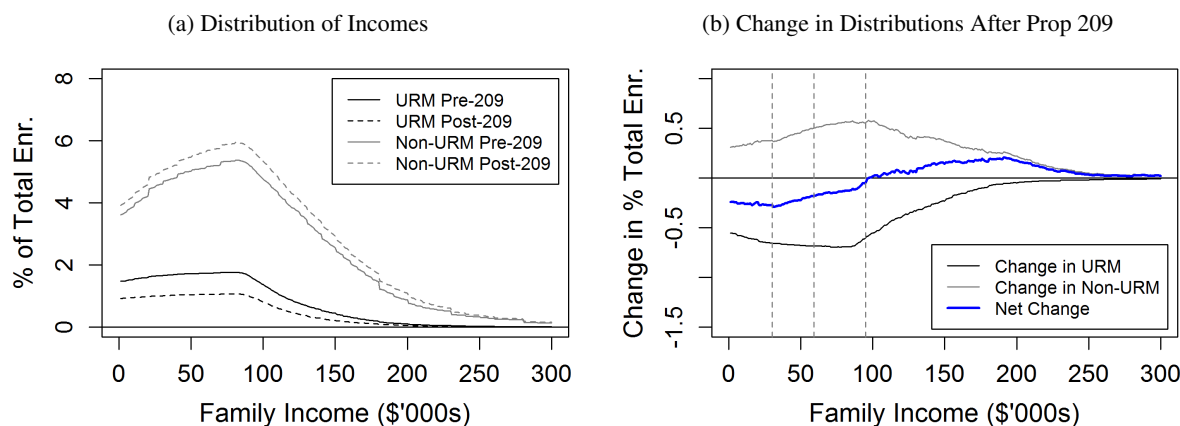 (a) Distribution of Incomes
% of Total Enr.
8
6
4
2
0
URM Pre-209
URM Post-209
Non-URM Pre-209
Non-URM Post-209
0 50 100 150 200 250 300
Family Income ($'000s)
(b) Change in Distributions After Prop 209
Change in % Total Enr.
0.5
-0.5
-1.5
Change in URM
Change in Non-URM
Net Change
0 50 100 150 200 250 300
Family Income ($'000s)